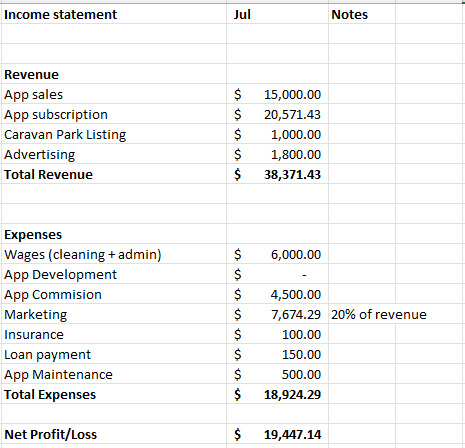 Income statement Jul Notes
Revenue
App sales $ 15,000.00
App subscription $ 20,571.43
Caravan Park Listing $ 1,000.00
Advertising $ 1,800.00
Total Revenue $ 38,371.43
Expenses
Wages (cleaning + admin) $ 6,000.00
App Development $ -
App Commision $ 4,500.00
Marketing $ 7,674.29 20% of revenue
Insurance $ 100.00
Loan payment $ 150.00
App Maintenance $ 500.00
Total Expenses $ 18,924.29
Net Profit/Loss $ 19,447.14